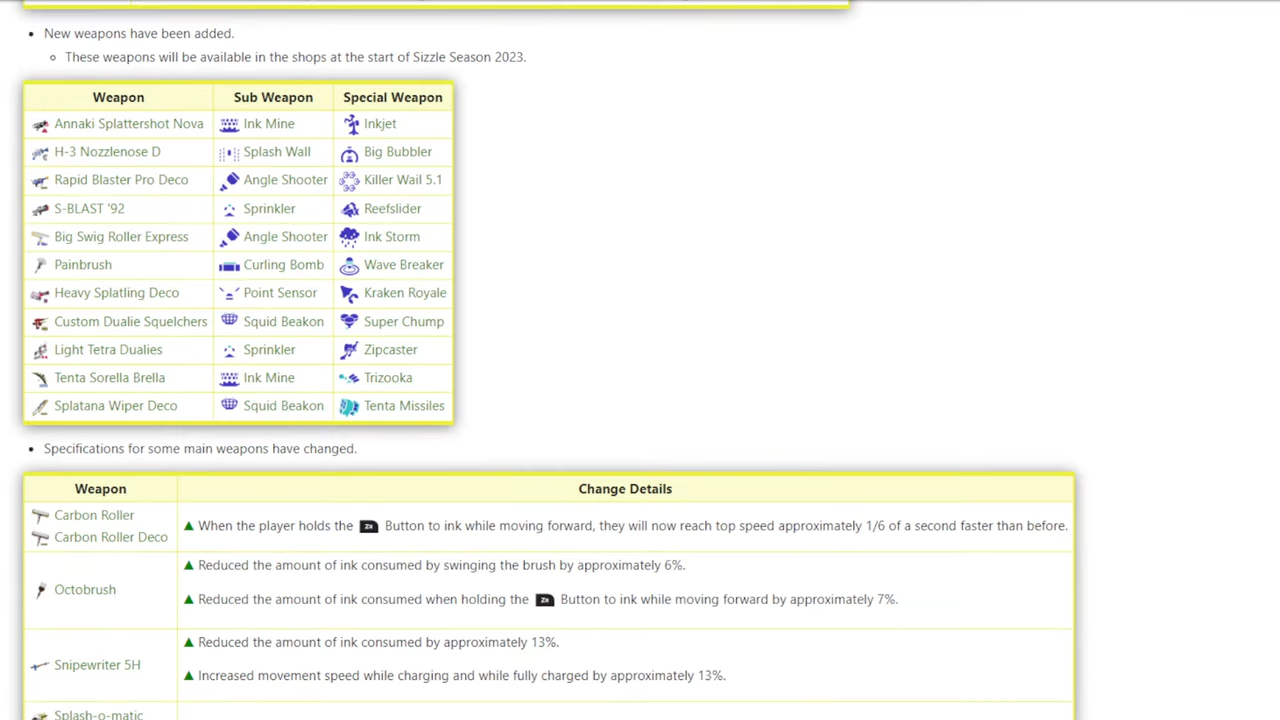 New weapons have been added.
These weapons will be available in the shops at the start of Sizzle Season 2023.
Weapon Sub Weapon Special Weapon
Annaki Splattershot Nova Ink Mine Inkjet
H-3 Nozzlenose D Splash Wall Big Bubbler
Rapid Blaster Pro Deco Angle Shooter Killer Wail 5.1
S-BLAST '92 Sprinkler Reefslider
Big Swig Roller Express Angle Shooter Ink Storm
Painbrush Curling Bomb Wave Breaker
Heavy Splatling Deco Point Sensor Kraken Royale
Custom Dualie Squelchers Squid Beakon Super Chump
Light Tetra Dualies Sprinkler Zipcaster
Tenta Sorella Brella Ink Mine Trizooka
Splatana Wiper Deco Squid Beakon Tenta Missiles
Specifications for some main weapons have changed.
Weapon Change Details
Carbon Roller
Carbon Roller Deco
▲ When the player holds the ZR Button to ink while moving forward, they will now reach top speed approximately 1/6 of a second faster than before.
Octobrush
▲ Reduced the amount of ink consumed by swinging the brush by approximately 6%.
▲ Reduced the amount of ink consumed when holding the ZR Button to ink while moving forward by approximately 7%.
Snipewriter 5H
▲ Reduced the amount of ink consumed by approximately 13%.
▲ Increased movement speed while charging and while fully charged by approximately 13%.
Splash-o-matic